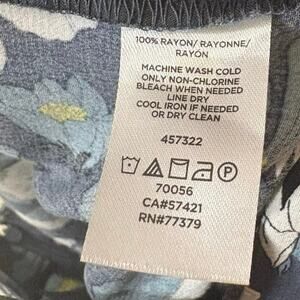 100% RAYON/ RAYONNE/
RAYÓN
MACHINE WASH COLD
ONLY NON-CHLORINE
BLEACH WHEN NEEDED
LINE DRY
COOL IRON IF NEEDED
OR DRY CLEAN
457322
P
70056
CA#57421
RN#77379